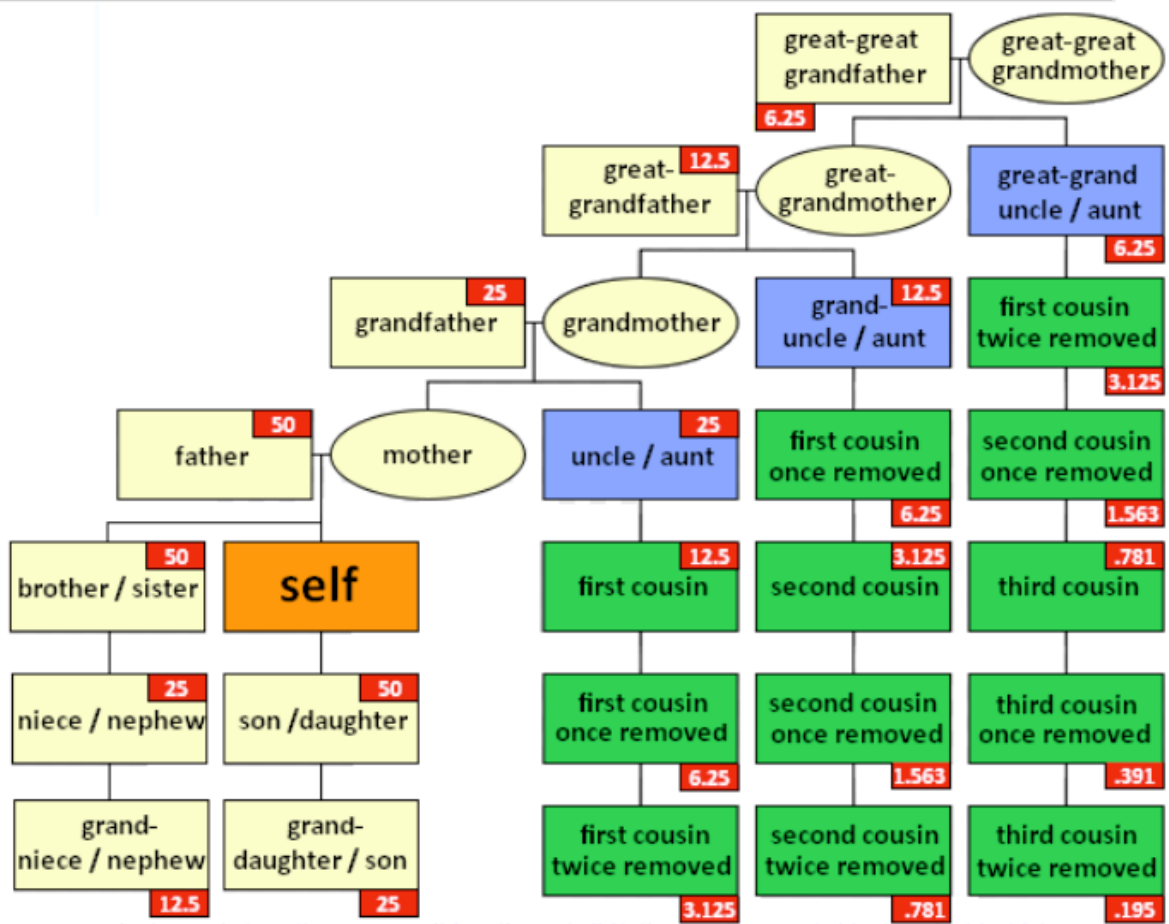 great-great
grandfather
6.25
great-great
grandmother
great-
grandfather
12.5
great-
grandmother
great-grand
uncle / aunt
6.25
grandfather
25
grandmother
grand-
uncle / aunt
12.5
first cousin
twice removed
3.125
father
50
mother
uncle / aunt
25
first cousin
once removed
6.25
second cousin
once removed
1.563
brother / sister
50
self
first cousin
12.5
second cousin
3.125
third cousin
.781
niece / nephew
25
son /daughter
50
first cousin
once removed
6.25
second cousin
once removed
1.563
third cousin
once removed
.391
grand-
niece / nephew
12.5
grand-
daughter / son
25
first cousin
twice removed
3.125
second cousin
twice removed
.781
third cousin
twice removed
.195